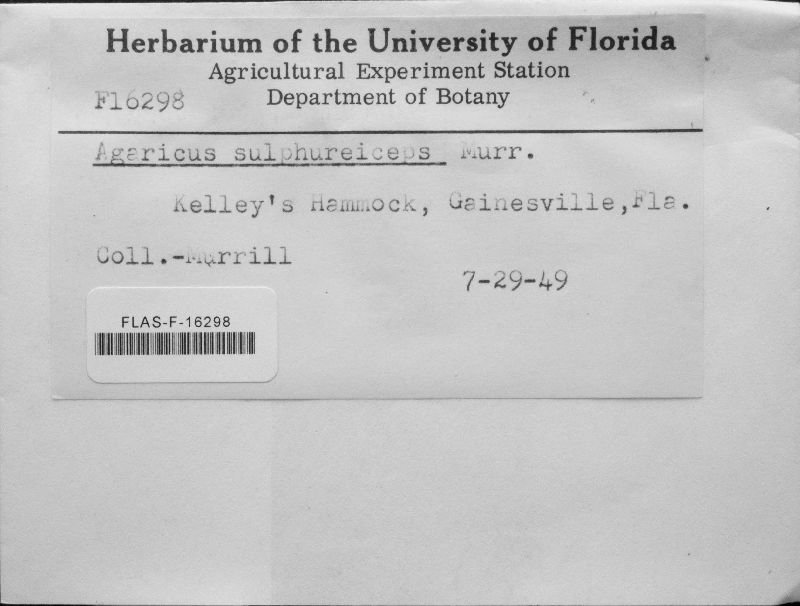 Herbarium of the University of Florida
Agricultural Experiment Station
F16298 Department of Botany
Agaricus sulphureiceps Murr.
Kelley's Hammock, Gainesville,Fla.
Coll.-Murrill
7-29-49
FLAS-F-16298